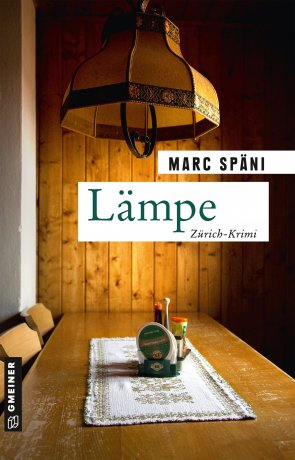 MARC SPÄNI
Lämpe
Zürich-Krimi
GMEINER